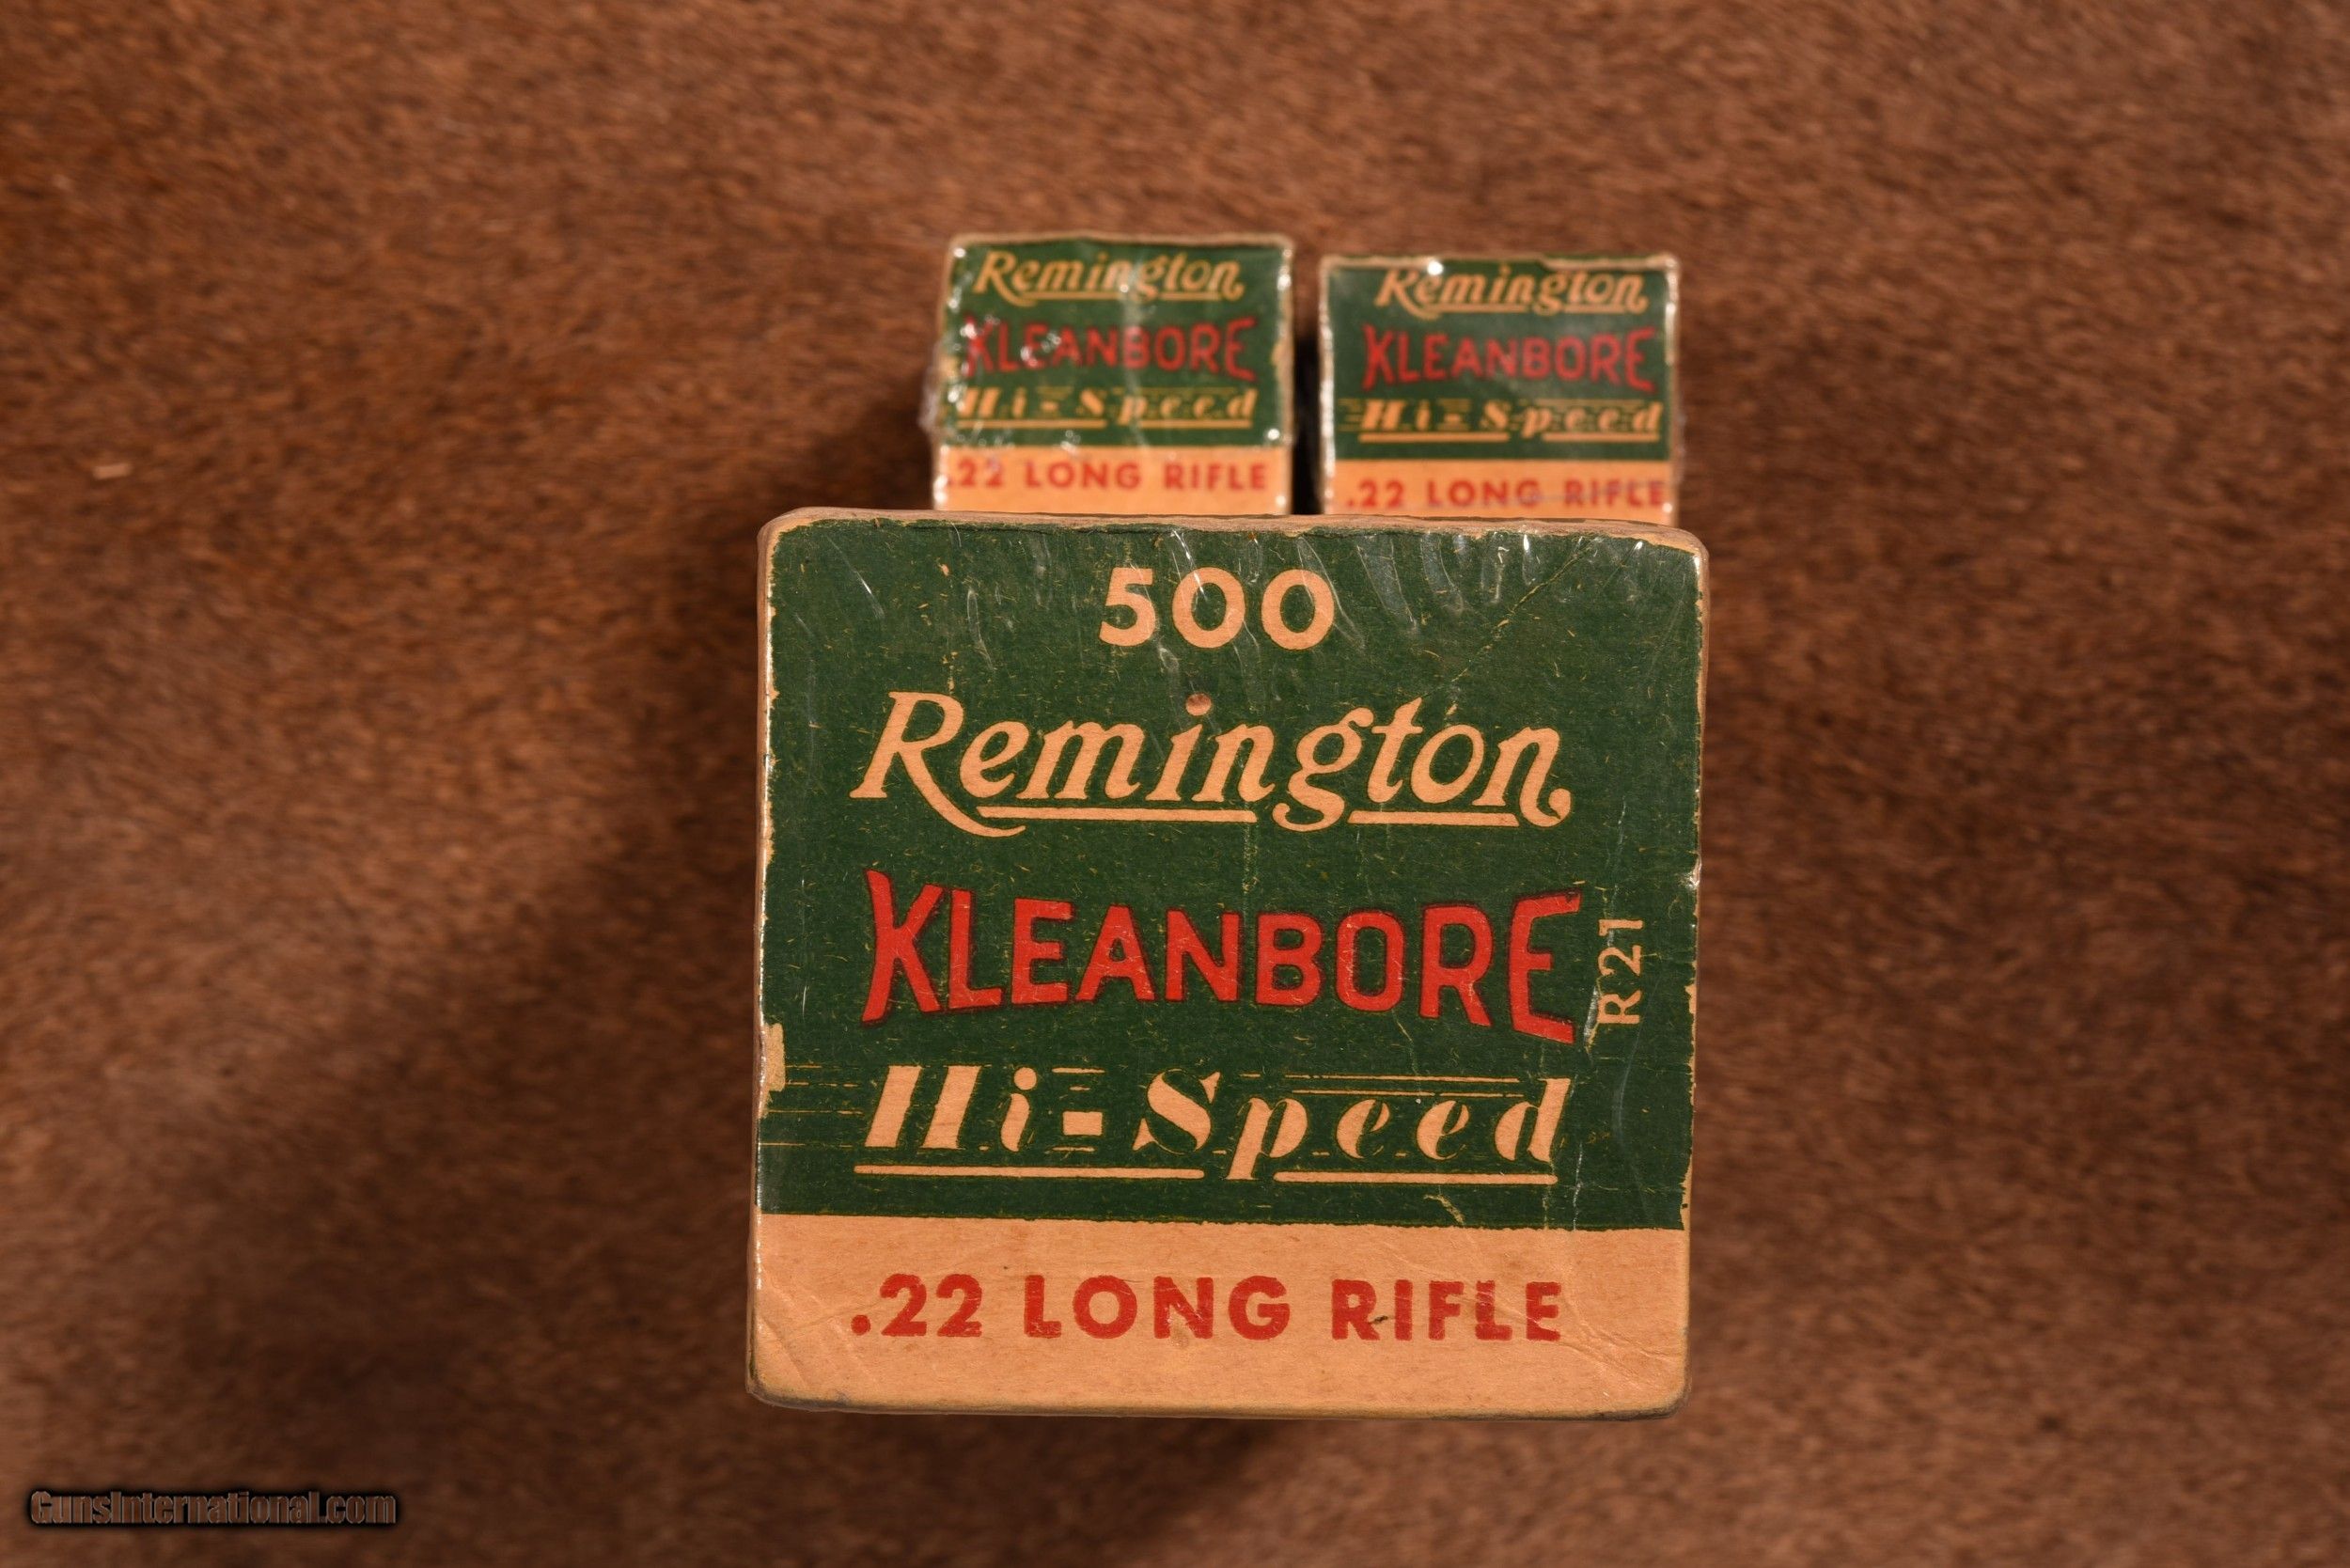 Remington
KLEANBORE
Hi-Speed
.22 LONG RIFLE
Remington
KLEANBORE
Hi-Speed
.22 LONG RIFLE
500
Remington
KLEANBORE
R21
Hi-Speed
.22 LONG RIFLE
GunsInternational.com